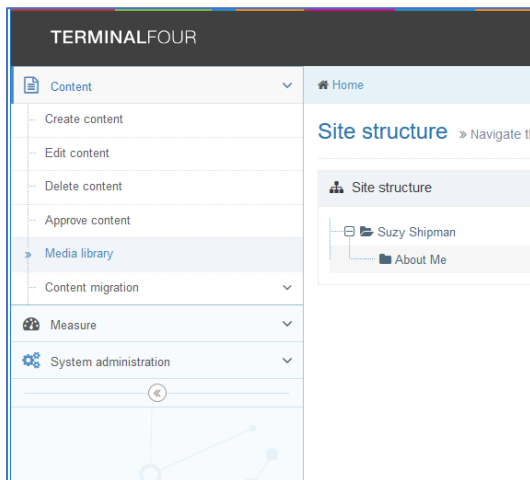 TERMINALFOUR
Content
Create content
Edit content
Delete content
Approve content
Media library
Content migration
Measure
System administration
Home
Site structure » Navigate
Site structure
Suzy Shipman
About Me